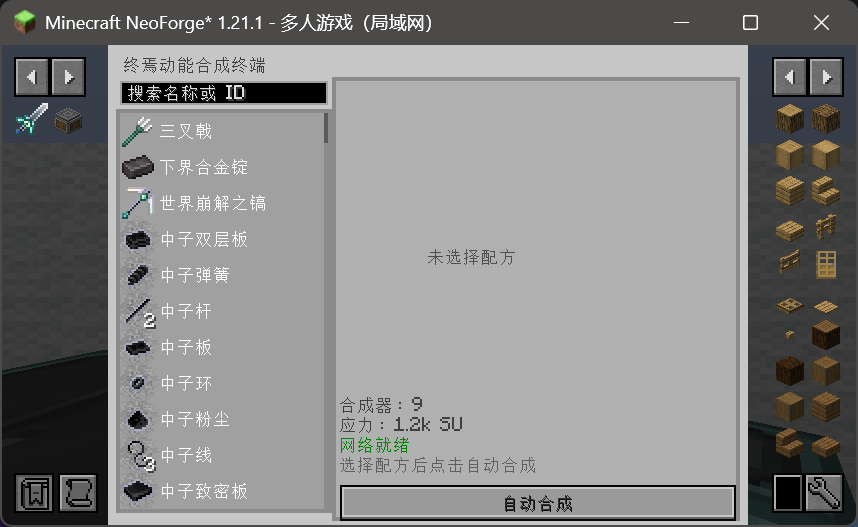 Minecraft NeoForge* 1.21.1 - 多人游戏（局域网）
终焉动能合成终端
搜索名称或 ID
三叉戟
下界合金锭
世界崩解之镐
中子双层板
中子弹簧
中子杆
2
中子板
中子环
中子粉尘
中子线
3
中子致密板
未选择配方
合成器：9
应力：1.2k SU
网络就绪
选择配方后点击自动合成
自动合成